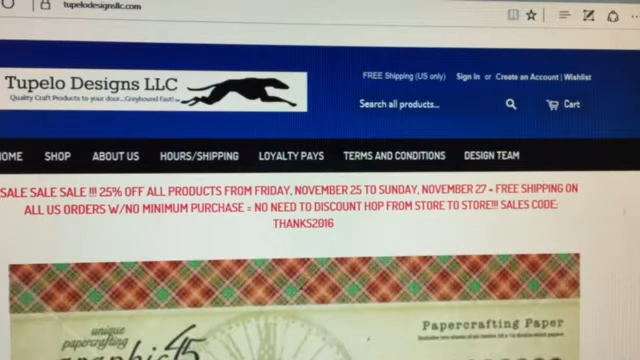 tupelodesignsllc.com
Tupelo Designs LLC
Quality Craft Products to your door...Greyhound Fast!
FREE Shipping (US only)
Sign in or Create an Account | Wishlist
Search all products...
Cart
HOME SHOP ABOUT US HOURS/SHIPPING LOYALTY PAYS TERMS AND CONDITIONS DESIGN TEAM
SALE SALE SALE !!! 25% OFF ALL PRODUCTS FROM FRIDAY, NOVEMBER 25 TO SUNDAY, NOVEMBER 27 + FREE SHIPPING ON
ALL US ORDERS W/NO MINIMUM PURCHASE = NO NEED TO DISCOUNT HOP FROM STORE TO STORE!!! SALES CODE:
THANKS2016
unique
papercrafting
graphic 45
Papercrafting Paper